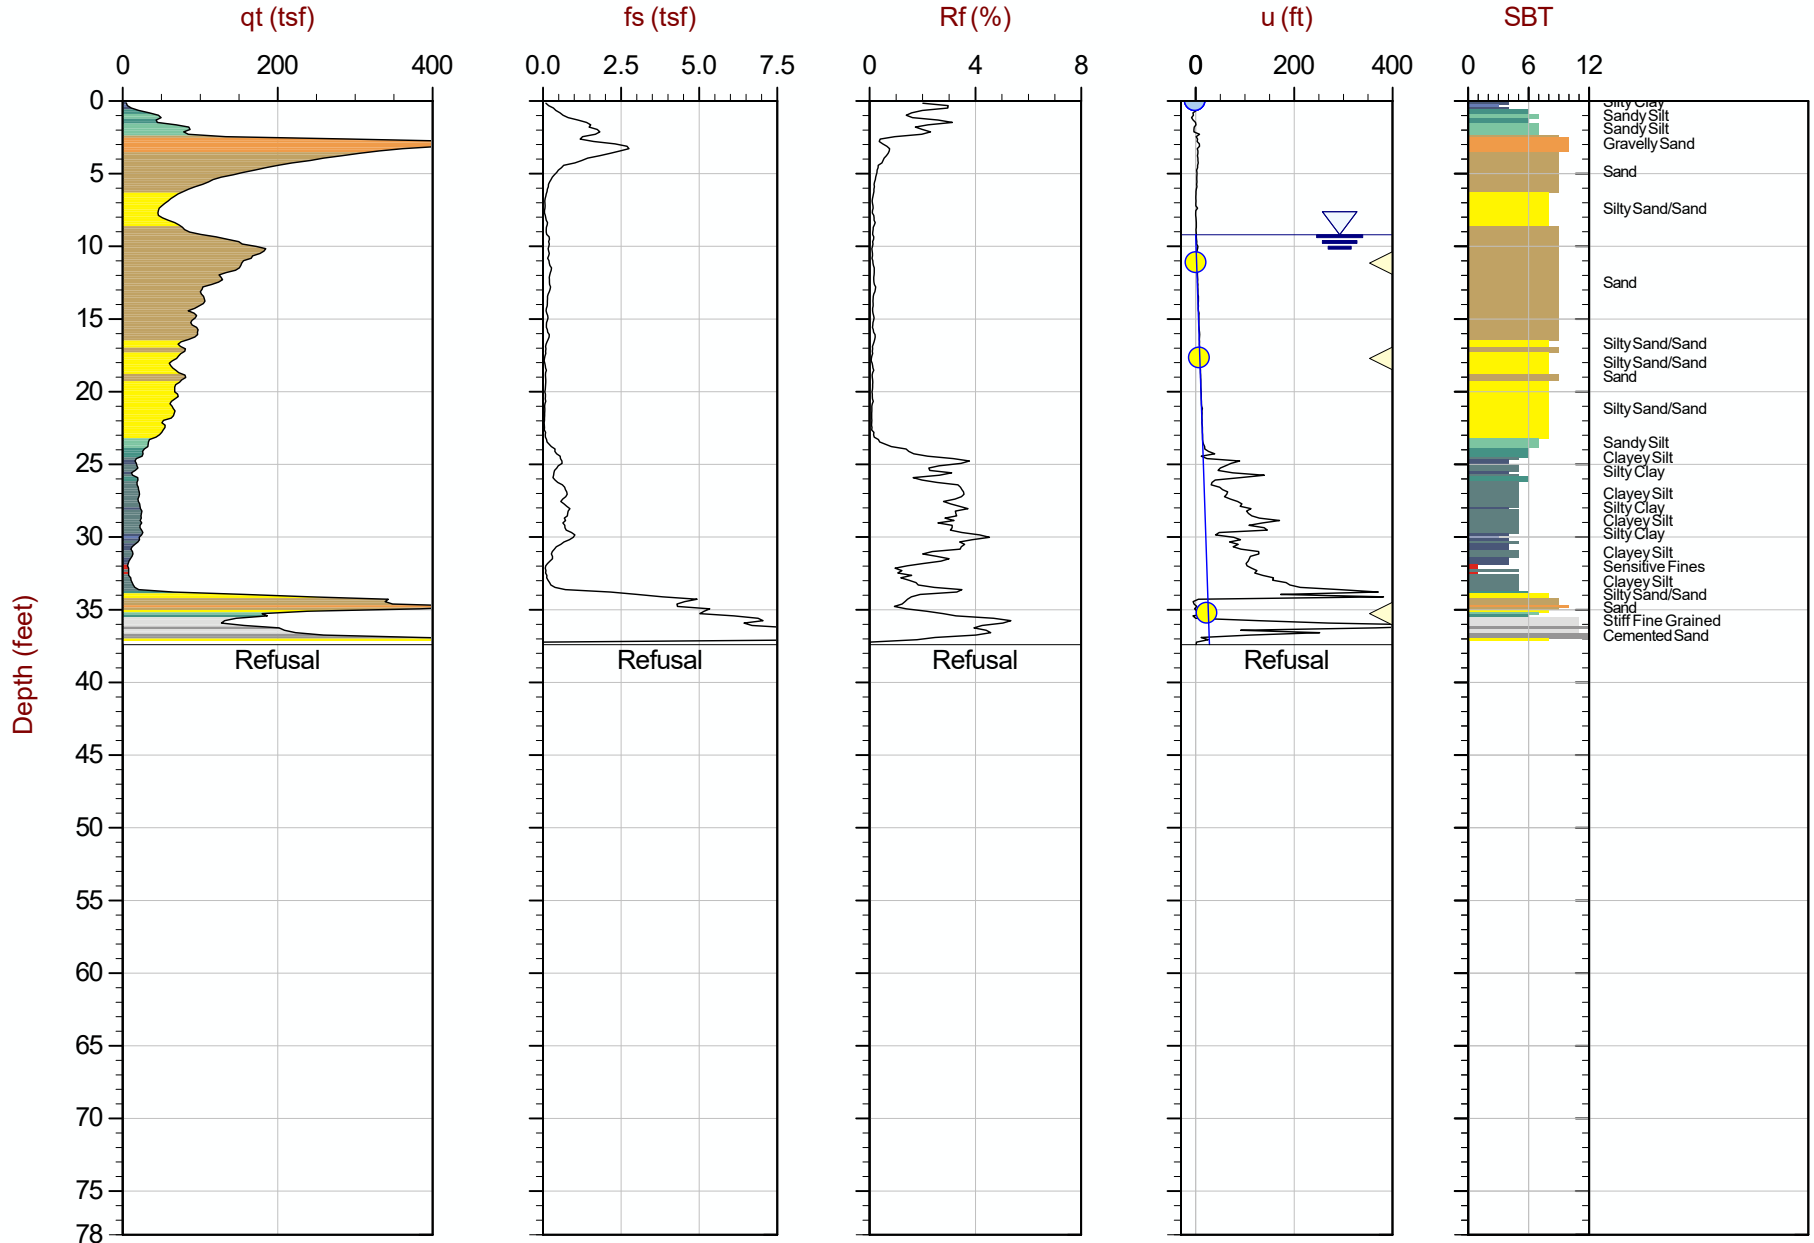 qt (tsf)
fs (tsf)
Rf (%)
u (ft)
SBT
0 200 400
0.0 2.5 5.0 7.5
0 4 8
0 200 400
0 6 12
0
5
10
15
20
25
30
35
40
45
50
55
60
65
70
75
78
Depth (feet)
Refusal
Refusal
Refusal
Refusal
Silty Clay
Sandy Silt
Sandy Silt
Gravelly Sand
Sand
Silty Sand/Sand
Sand
Silty Sand/Sand
Silty Sand/Sand
Sand
Silty Sand/Sand
Sandy Silt
Clayey Silt
Silty Clay
Clayey Silt
Silty Clay
Clayey Silt
Silty Clay
Clayey Silt
Sensitive Fines
Clayey Silt
Silty Sand/Sand
Sand
Stiff Fine Grained
Cemented Sand